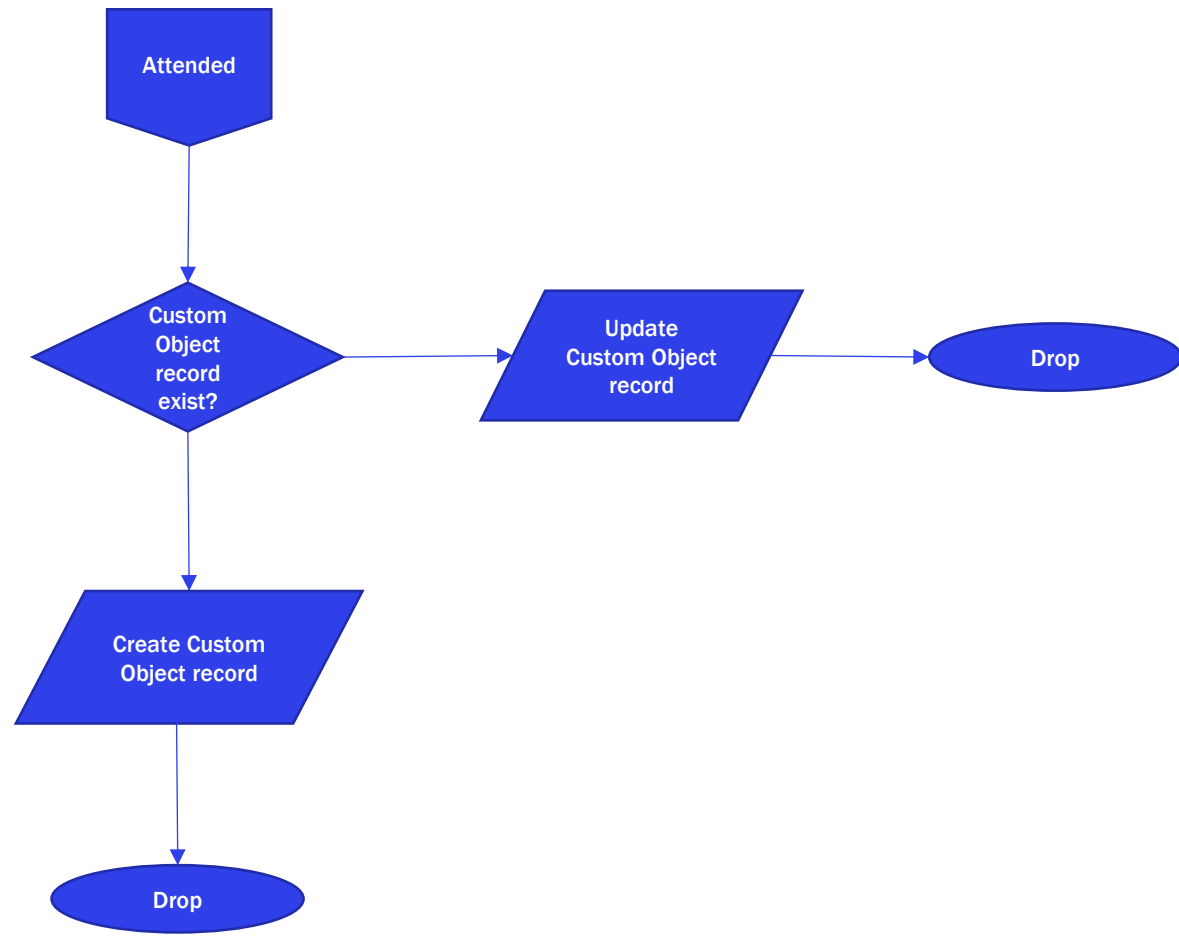 Attended
Custom
Object
record
exist?
Update
Custom Object
record
Drop
Create Custom
Object record
Drop